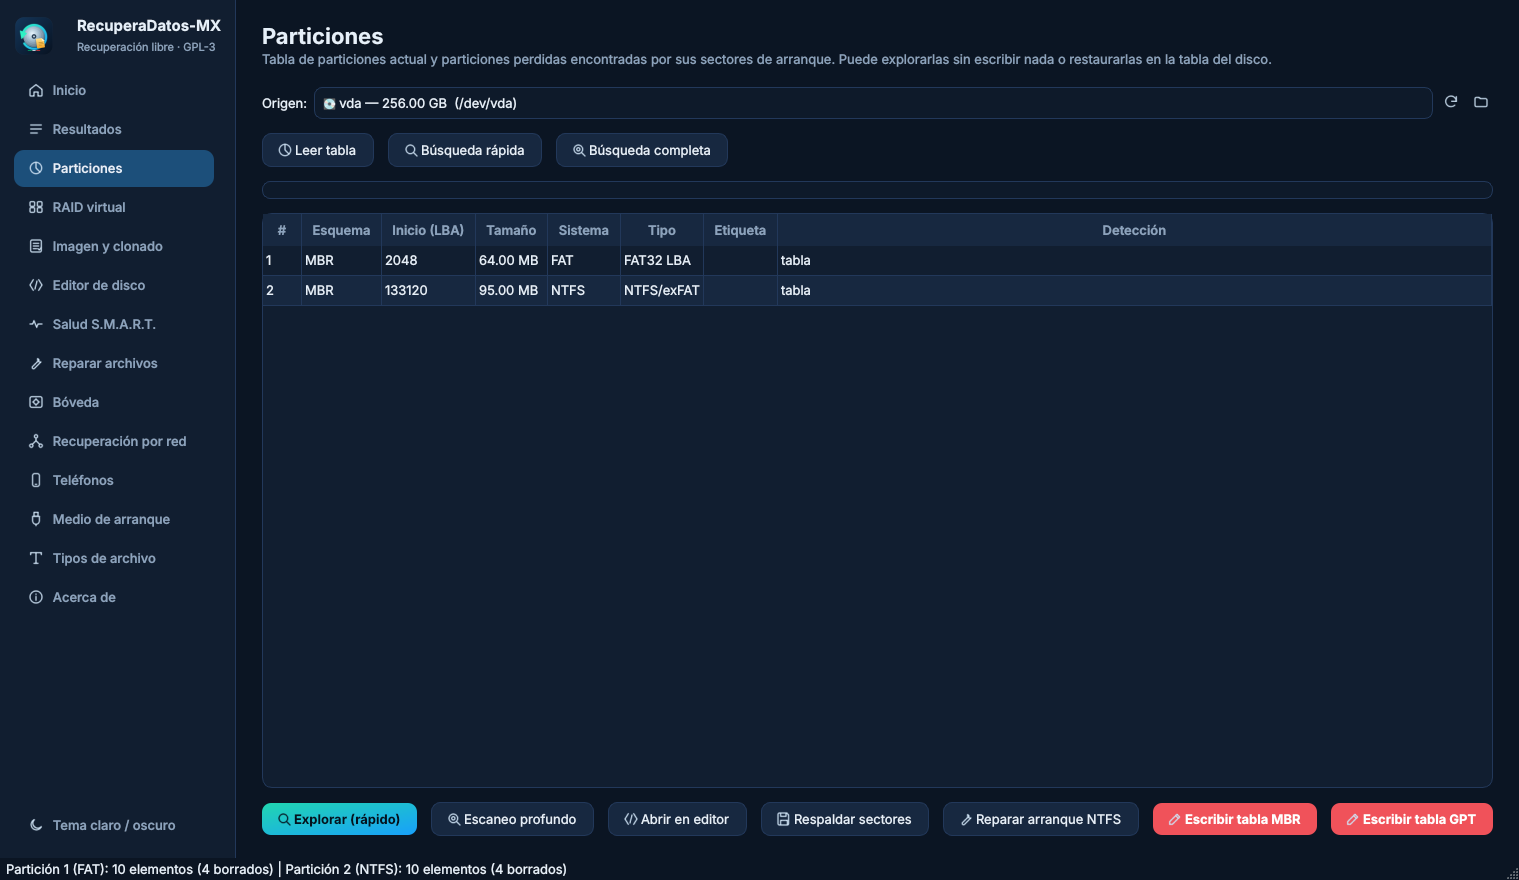 RecuperaDatos-MX
Recuperación libre · GPL-3
Inicio
Resultados
Particiones
RAID virtual
Imagen y clonado
Editor de disco
Salud S.M.A.R.T.
Reparar archivos
Bóveda
Recuperación por red
Teléfonos
Medio de arranque
Tipos de archivo
Acerca de
Tema claro / oscuro
Particiones
Tabla de particiones actual y particiones perdidas encontradas por sus sectores de arranque. Puede explorarlas sin escribir nada o restaurarlas en la tabla del disco.
Origen: vda — 256.00 GB (/dev/vda)
Leer tabla Búsqueda rápida Búsqueda completa
# Esquema Inicio (LBA) Tamaño Sistema Tipo Etiqueta Detección
1 MBR 2048 64.00 MB FAT FAT32 LBA tabla
2 MBR 133120 95.00 MB NTFS NTFS/exFAT tabla
Explorar (rápido) Escaneo profundo Abrir en editor Respaldar sectores Reparar arranque NTFS Escribir tabla MBR Escribir tabla GPT
Partición 1 (FAT): 10 elementos (4 borrados) | Partición 2 (NTFS): 10 elementos (4 borrados)